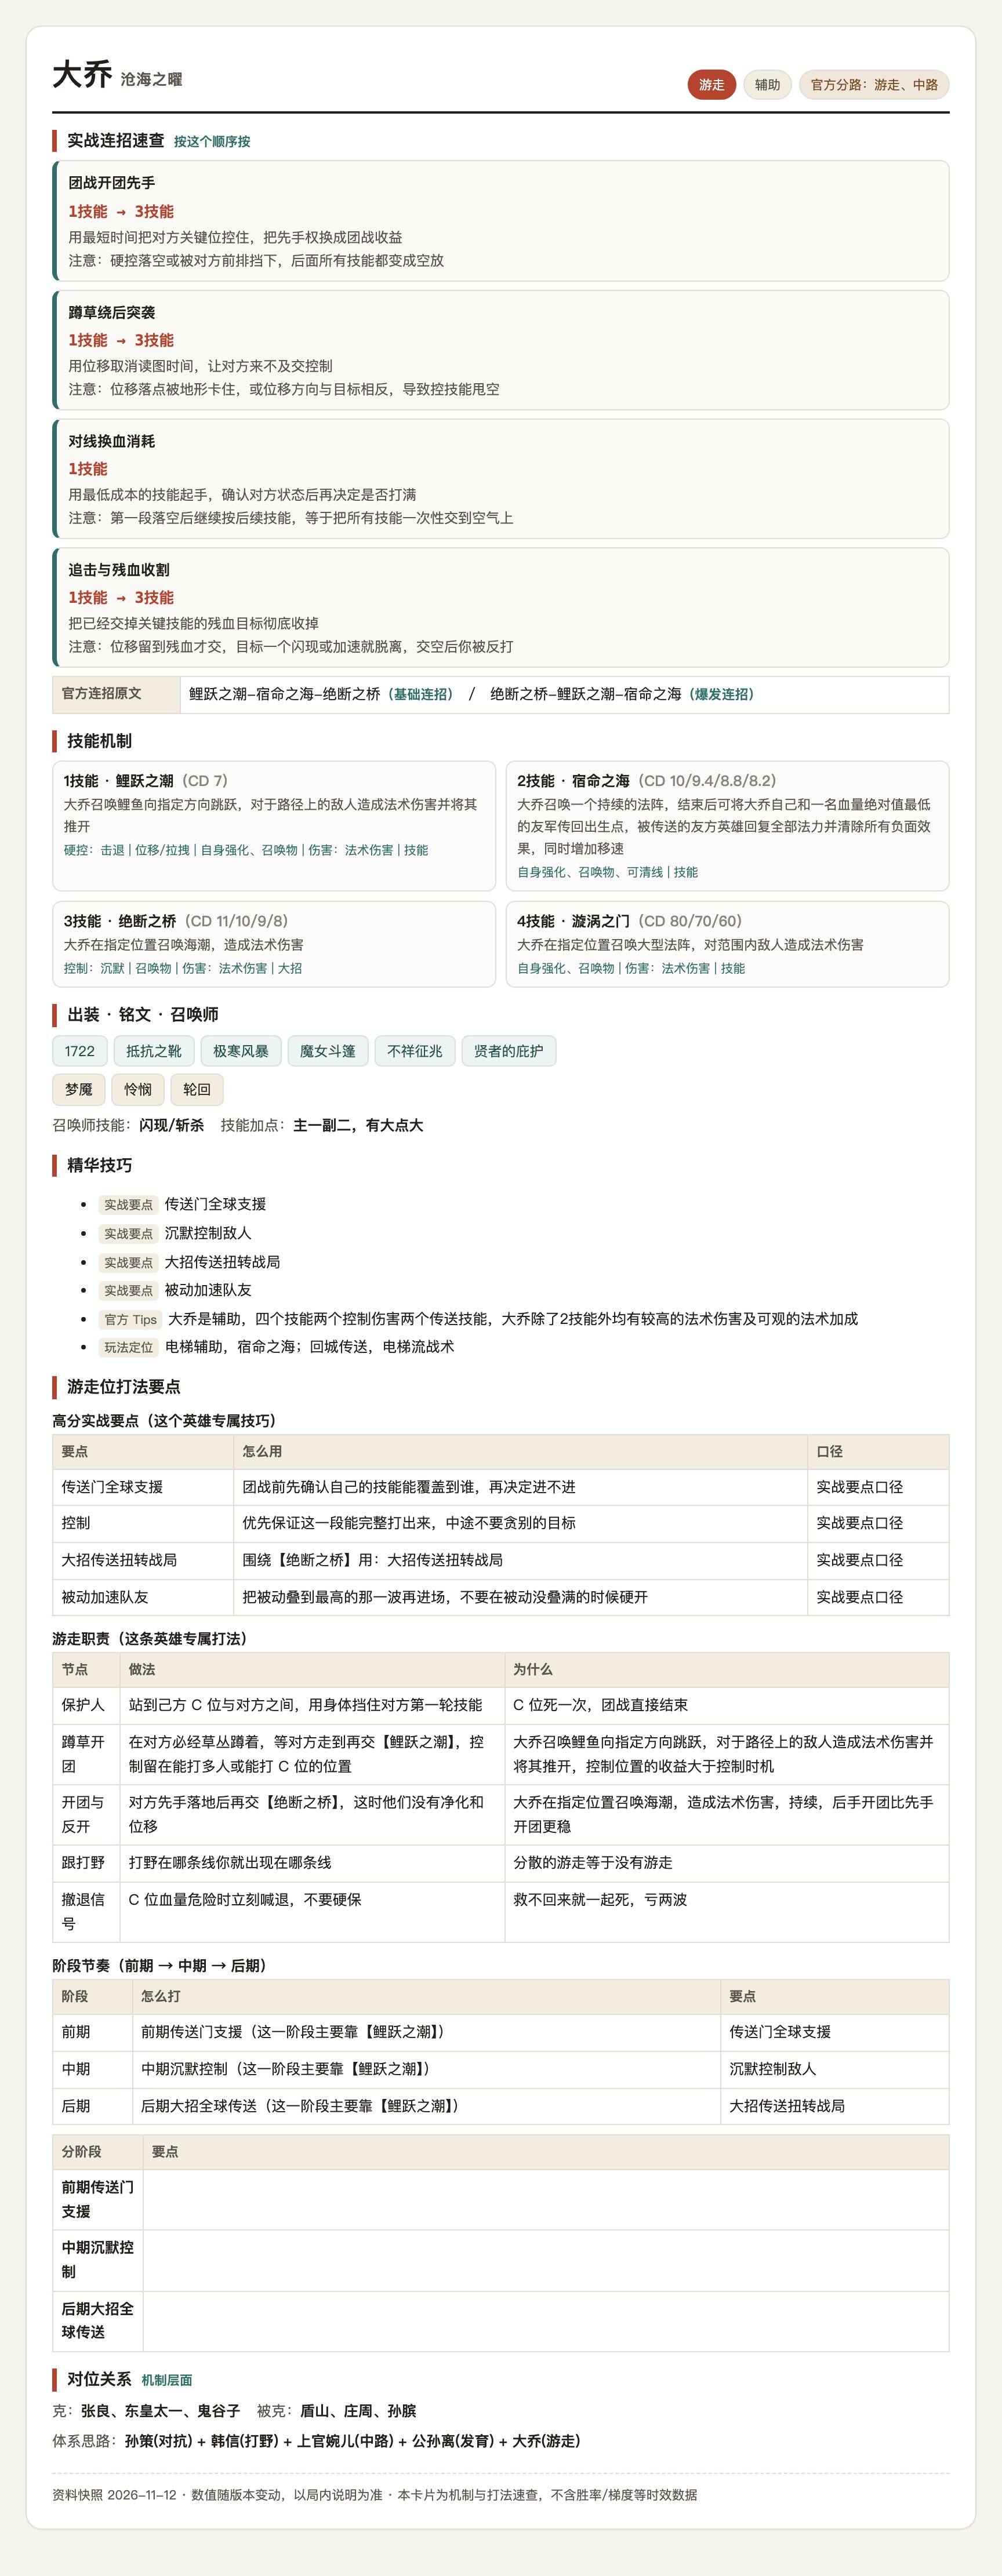 大乔 沧海之曜
游走 辅助 官方分路：游走、中路
实战连招速查 按这个顺序按
团战开团先手
1技能 → 3技能
用最短时间把对方关键位控住，把先手权换成团战收益
注意：硬控落空或被对方前排挡下，后面所有技能都变成空放
蹲草绕后突袭
1技能 → 3技能
用位移取消读图时间，让对方来不及交控制
注意：位移落点被地形卡住，或位移方向与目标相反，导致控技能甩空
对线换血消耗
1技能
用最低成本的技能起手，确认对方状态后再决定是否打满
注意：第一段落空后继续按后续技能，等于把所有技能一次性交到空气上
追击与残血收割
1技能 → 3技能
把已经交掉关键技能的残血目标彻底收掉
注意：位移留到残血才交，目标一个闪现或加速就脱离，交空后你被反打
官方连招原文 鲤跃之潮-宿命之海-绝断之桥（基础连招） / 绝断之桥-鲤跃之潮-宿命之海（爆发连招）
技能机制
1技能 · 鲤跃之潮（CD 7）
大乔召唤鲤鱼向指定方向跳跃，对于路径上的敌人造成法术伤害并将其
推开
硬控：击退 | 位移/拉拽 | 自身强化、召唤物 | 伤害：法术伤害 | 技能
2技能 · 宿命之海（CD 10/9.4/8.8/8.2）
大乔召唤一个持续的法阵，结束后可将大乔自己和一名血量绝对值最低
的友军传回出生点，被传送的友方英雄回复全部法力并清除所有负面效
果，同时增加移速
自身强化、召唤物、可清线 | 技能
3技能 · 绝断之桥（CD 11/10/9/8）
大乔在指定位置召唤海潮，造成法术伤害
控制：沉默 | 召唤物 | 伤害：法术伤害 | 大招
4技能 · 漩涡之门（CD 80/70/60）
大乔在指定位置召唤大型法阵，对范围内敌人造成法术伤害
自身强化、召唤物 | 伤害：法术伤害 | 技能
出装 · 铭文 · 召唤师
1722 抵抗之靴 极寒风暴 魔女斗篷 不祥征兆 贤者的庇护
梦魇 怜悯 轮回
召唤师技能：闪现/斩杀 技能加点：主一副二，有大点大
精华技巧
• 实战要点 传送门全球支援
• 实战要点 沉默控制敌人
• 实战要点 大招传送扭转战局
• 实战要点 被动加速队友
• 官方 Tips 大乔是辅助，四个技能两个控制伤害两个传送技能，大乔除了2技能外均有较高的法术伤害及可观的法术加成
• 玩法定位 电梯辅助，宿命之海；回城传送，电梯流战术
游走位打法要点
高分实战要点（这个英雄专属技巧）
要点 怎么用 口径
传送门全球支援 团战前先确认自己的技能能覆盖到谁，再决定进不进 实战要点口径
控制 优先保证这一段能完整打出来，中途不要贪别的目标 实战要点口径
大招传送扭转战局 围绕【绝断之桥】用：大招传送扭转战局 实战要点口径
被动加速队友 把被动叠到最高的那一波再进场，不要在被动没叠满的时候硬开 实战要点口径
游走职责（这条英雄专属打法）
节点 做法 为什么
保护人 站到己方 C 位与对方之间，用身体挡住对方第一轮技能 C 位死一次，团战直接结束
蹲草开
团
在对方必经草丛蹲着，等对方走到再交【鲤跃之潮】，控
制留在能打多人或能打 C 位的位置
大乔召唤鲤鱼向指定方向跳跃，对于路径上的敌人造成法术伤害并
将其推开，控制位置的收益大于控制时机
开团与
反开
对方先手落地后再交【绝断之桥】，这时他们没有净化和
位移
大乔在指定位置召唤海潮，造成法术伤害，持续，后手开团比先手
开团更稳
跟打野 打野在哪条线你就出现在哪条线 分散的游走等于没有游走
撤退信
号
C 位血量危险时立刻喊退，不要硬保 救不回来就一起死，亏两波
阶段节奏（前期 → 中期 → 后期）
阶段 怎么打 要点
前期 前期传送门支援（这一阶段主要靠【鲤跃之潮】） 传送门全球支援
中期 中期沉默控制（这一阶段主要靠【鲤跃之潮】） 沉默控制敌人
后期 后期大招全球传送（这一阶段主要靠【鲤跃之潮】） 大招传送扭转战局
分阶段 要点
前期传送门
支援
中期沉默控
制
后期大招全
球传送
对位关系 机制层面
克：张良、东皇太一、鬼谷子 被克：盾山、庄周、孙膑
体系思路：孙策(对抗) + 韩信(打野) + 上官婉儿(中路) + 公孙离(发育) + 大乔(游走)
资料快照 2026-11-12 · 数值随版本变动，以局内说明为准 · 本卡片为机制与打法速查，不含胜率/梯度等时效数据